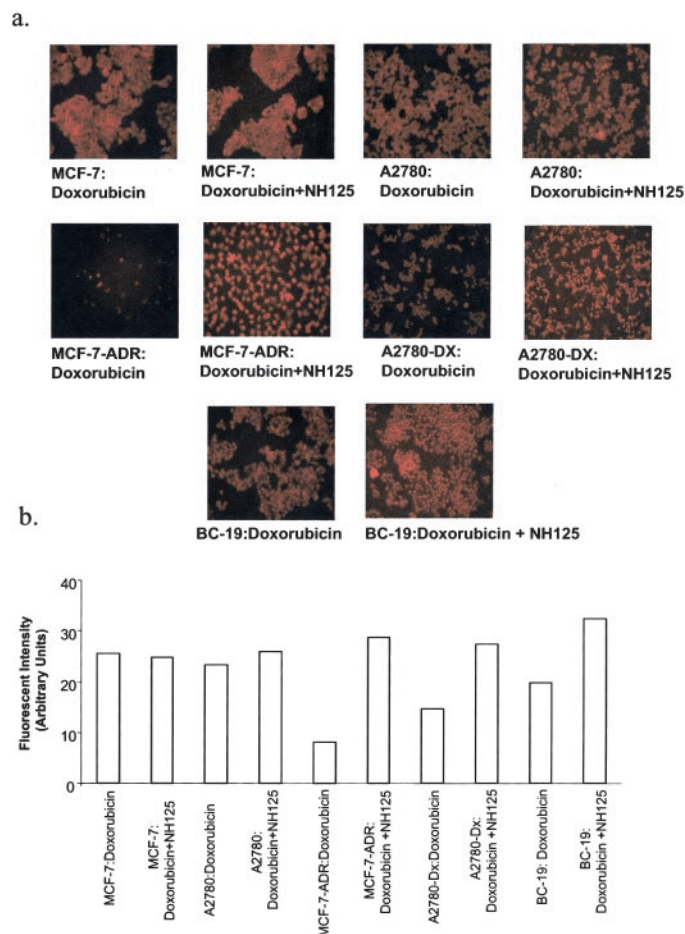 a.
MCF-7:
Doxorubicin
MCF-7:
Doxorubicin+NH125
A2780:
Doxorubicin
A2780:
Doxorubicin+NH125
MCF-7-ADR:
Doxorubicin
MCF-7-ADR:
Doxorubicin+NH125
A2780-DX:
Doxorubicin
A2780-DX:
Doxorubicin+NH125
BC-19:Doxorubicin
BC-19:Doxorubicin + NH125
b.
Fluorescent Intensity
(Arbitrary Units)
40
30
20
10
0
MCF-7:Doxorubicin
MCF-7:
Doxorubicin+NH125
A2780:Doxorubicin
A2780:
Doxorubicin+NH125
MCF-7-ADR:Doxorubicin
MCF-7-ADR:
Doxorubicin +NH125
A2780-Dx:Doxorubicin
A2780-Dx:
Doxorubicin +NH125
BC-19: Doxorubicin
BC-19:
Doxorubicin +NH125